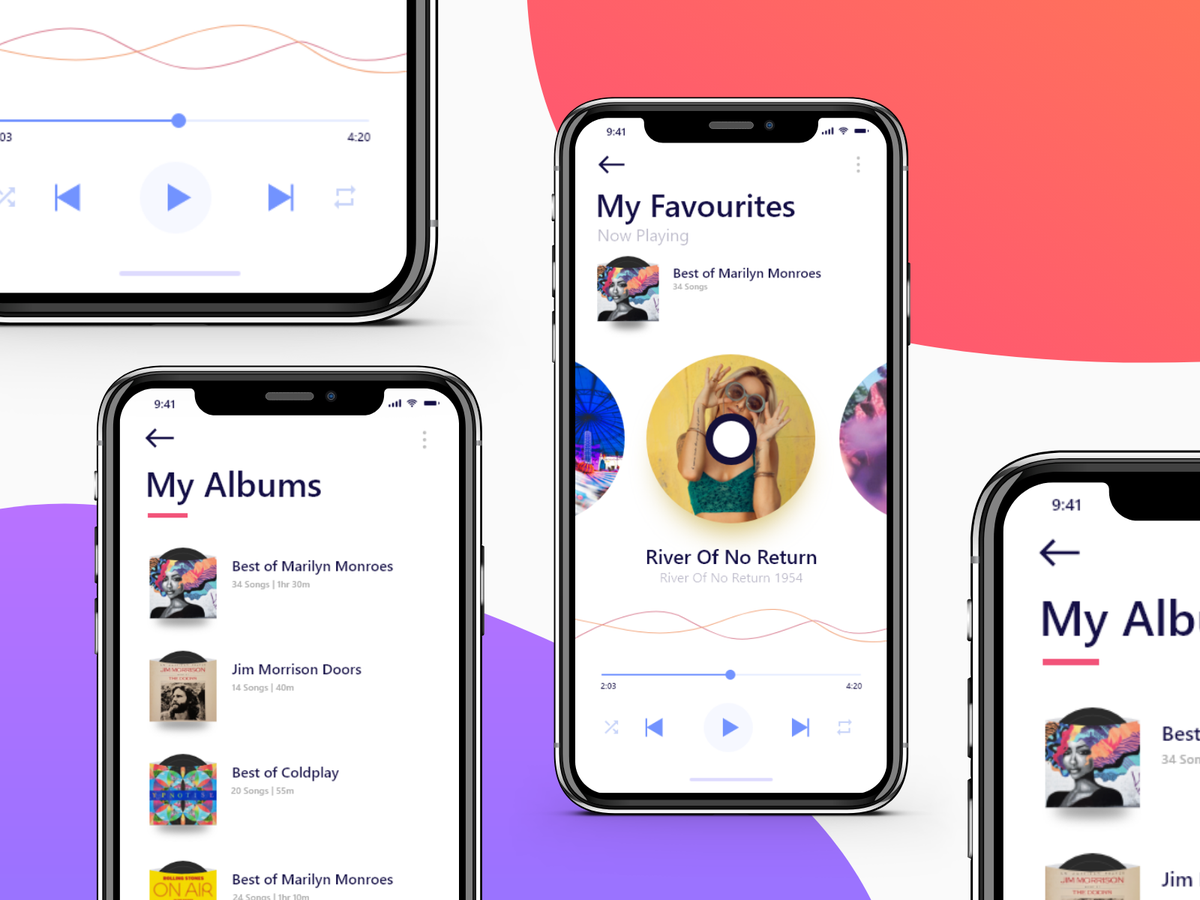 03
4:20
9:41
My Favourites
Now Playing
Best of Marilyn Monroes
34 Songs
River Of No Return
River Of No Return 1954
2:03
4:20
9:41
My Albums
Best of Marilyn Monroes
34 Songs | 1hr 30m
Jim Morrison Doors
14 Songs | 40m
JIM MORRISON
THE DOORS
Best of Coldplay
20 Songs | 55m
Best of Marilyn Monroes
24 Songs | 1hr 10m
ROLLING STONES
ON AIR
9:41
My Alb
Best
34 Son
Jim
JIM MORRISON
THE DOORS